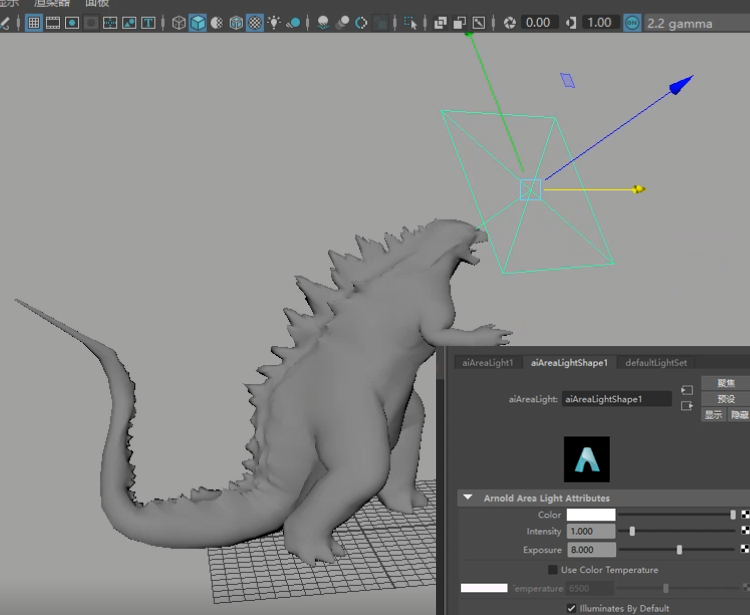 显示 渲染器 面板
0.00 1.00 ON 2.2 gamma
aiAreaLight1 aiAreaLightShape1 defaultLightSet
聚焦
aiAreaLight: aiAreaLightShape1
预设
显示 隐藏
Arnold Area Light Attributes
Color
Intensity 1.000
Exposure 8.000
Use Color Temperature
Temperature 6500
Illuminates By Default